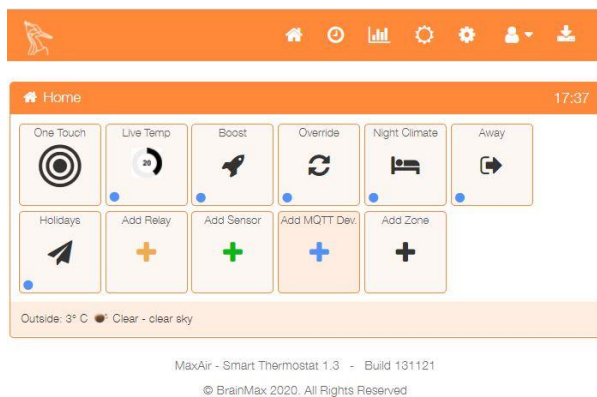 Home 17:37
One Touch Live Temp Boost Override Night Climate Away
20
Holidays Add Relay Add Sensor Add MQTT Dev. Add Zone
Outside: 3° C Clear - clear sky
MaxAir - Smart Thermostat 1.3 - Build 131121
© BrainMax 2020. All Rights Reserved